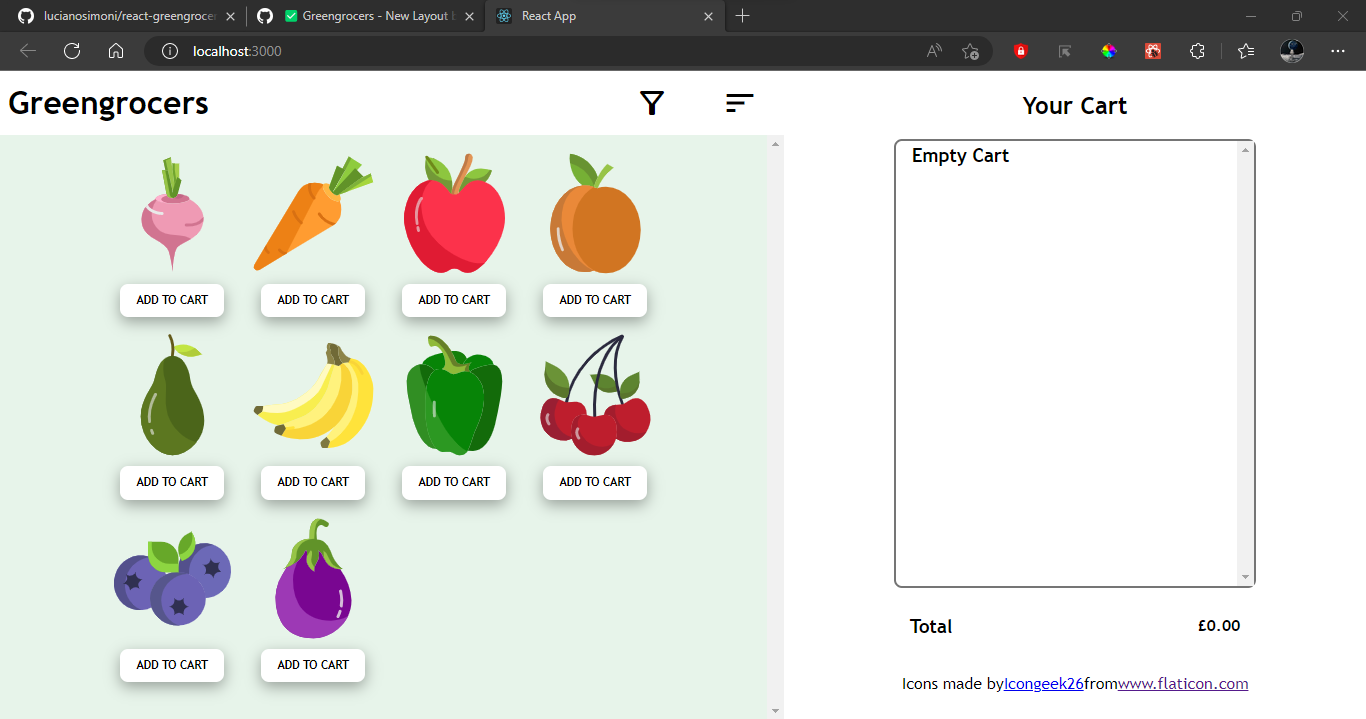 lucianosimoni/react-greengrocer
Greengrocers - New Layout b
React App
localhost:3000
Greengrocers
Your Cart
Empty Cart
ADD TO CART ADD TO CART ADD TO CART ADD TO CART
ADD TO CART ADD TO CART ADD TO CART ADD TO CART
ADD TO CART ADD TO CART
Total £0.00
Icons made byIcongeek26fromwww.flaticon.com